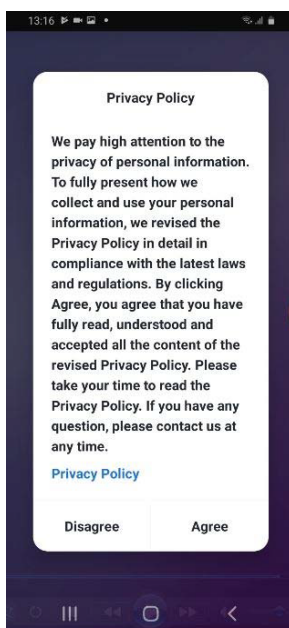 13:16
Privacy Policy
We pay high attention to the
privacy of personal information.
To fully present how we
collect and use your personal
information, we revised the
Privacy Policy in detail in
compliance with the latest laws
and regulations. By clicking
Agree, you agree that you have
fully read, understood and
accepted all the content of the
revised Privacy Policy. Please
take your time to read the
Privacy Policy. If you have any
question, please contact us at
any time.
Privacy Policy
Disagree Agree